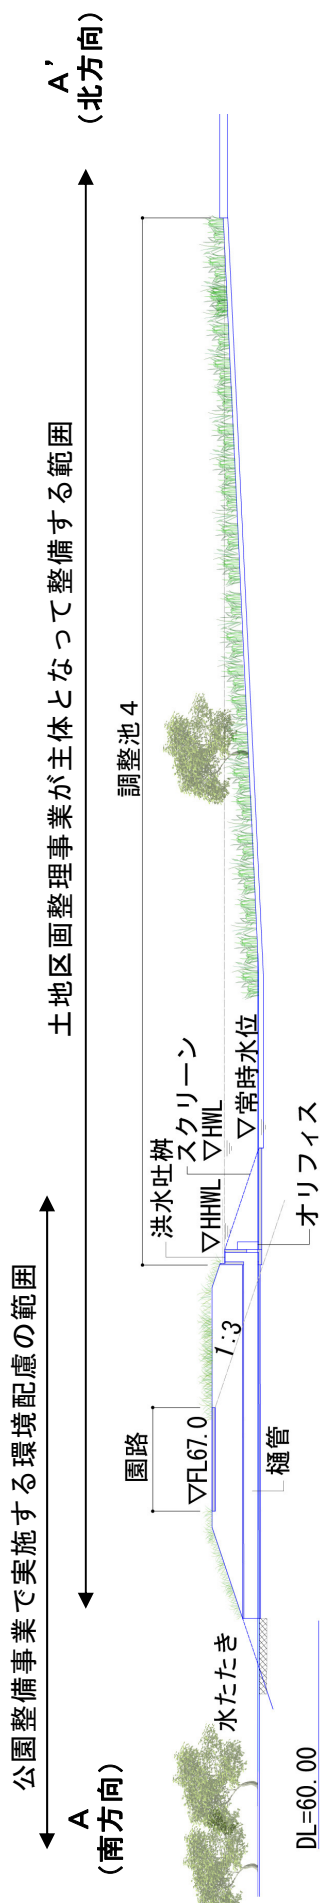 公園整備事業で実施する環境配慮の範囲
A
(南方向)
土地区画整理事業が主体となって整備する範囲
A’
(北方向)
調整池4
園路
洪水吐桝
スクリーン
▽HHWL
▽HWL
▽FL67.0
1:3
▽常時水位
水たたき
樋管
オリフィス
DL=60.00